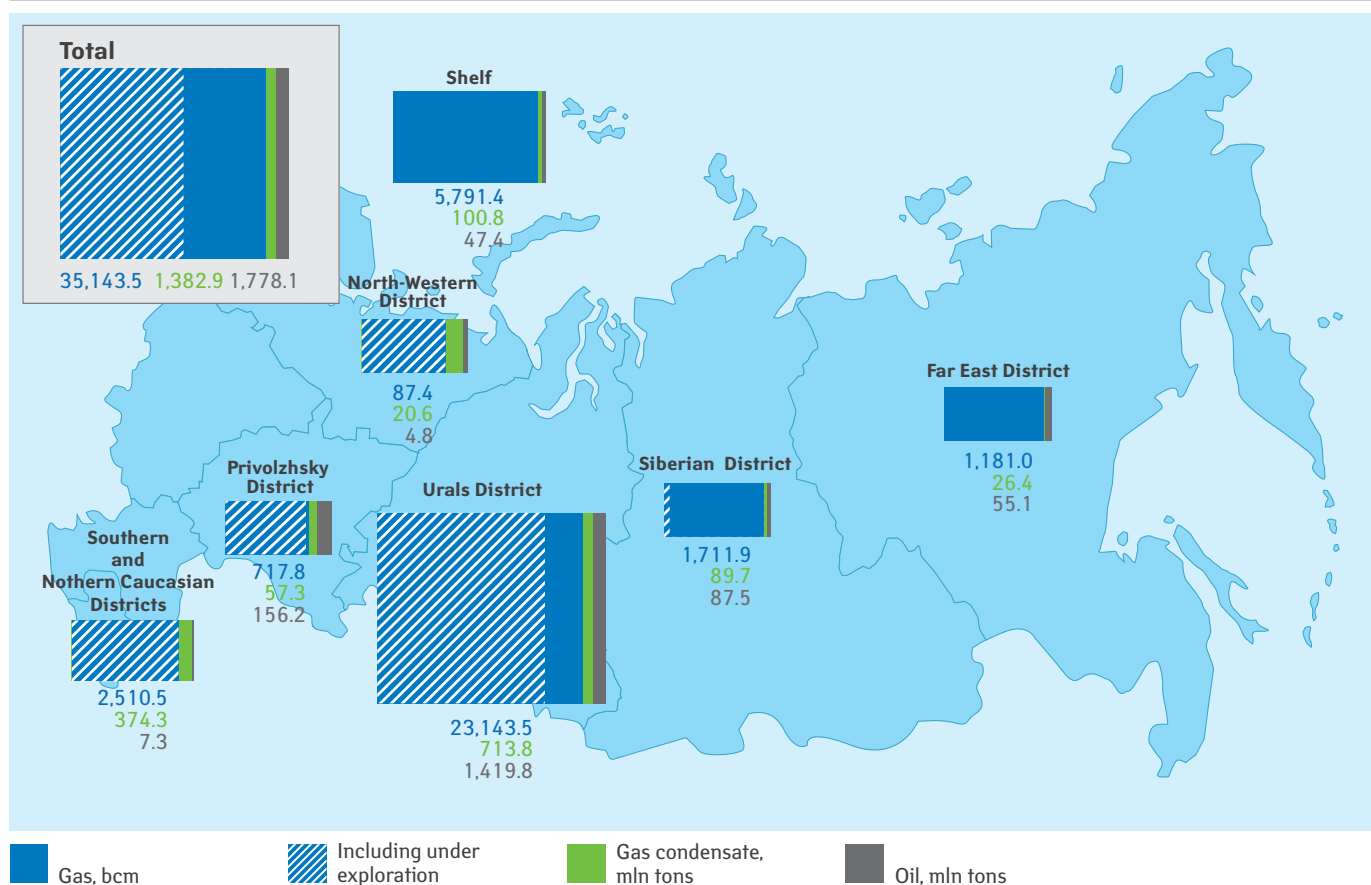 Total
35,143.5 1,382.9 1,778.1
Shelf
5,791.4
100.8
47.4
North-Western
District
87.4
20.6
4.8
Far East District
1,181.0
26.4
55.1
Privolzhsky
District
717.8
57.3
156.2
Urals District
23,143.5
713.8
1,419.8
Siberian District
1,711.9
89.7
87.5
Southern
and
Nothern Caucasian
Districts
2,510.5
374.3
7.3
Gas, bcm
Including under
exploration
Gas condensate,
mln tons
Oil, mln tons